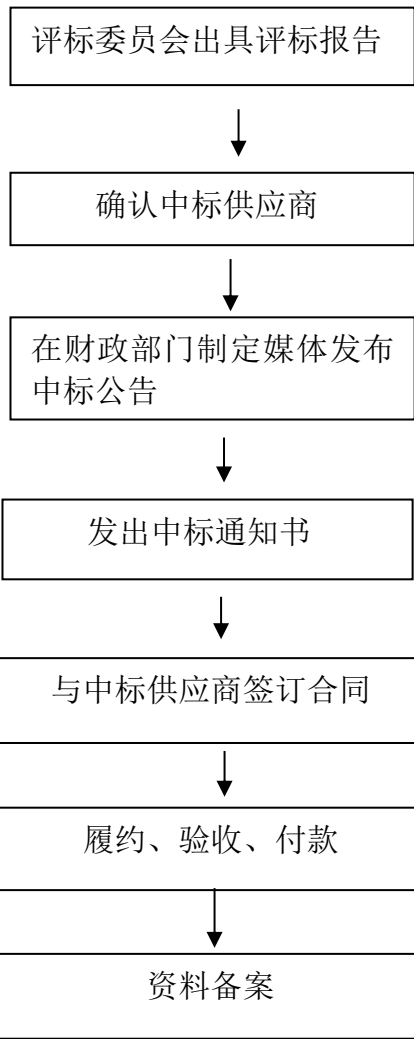 评标委员会出具评标报告
确认中标供应商
在财政部门制定媒体发布
中标公告
发出中标通知书
与中标供应商签订合同
履约、验收、付款
资料备案